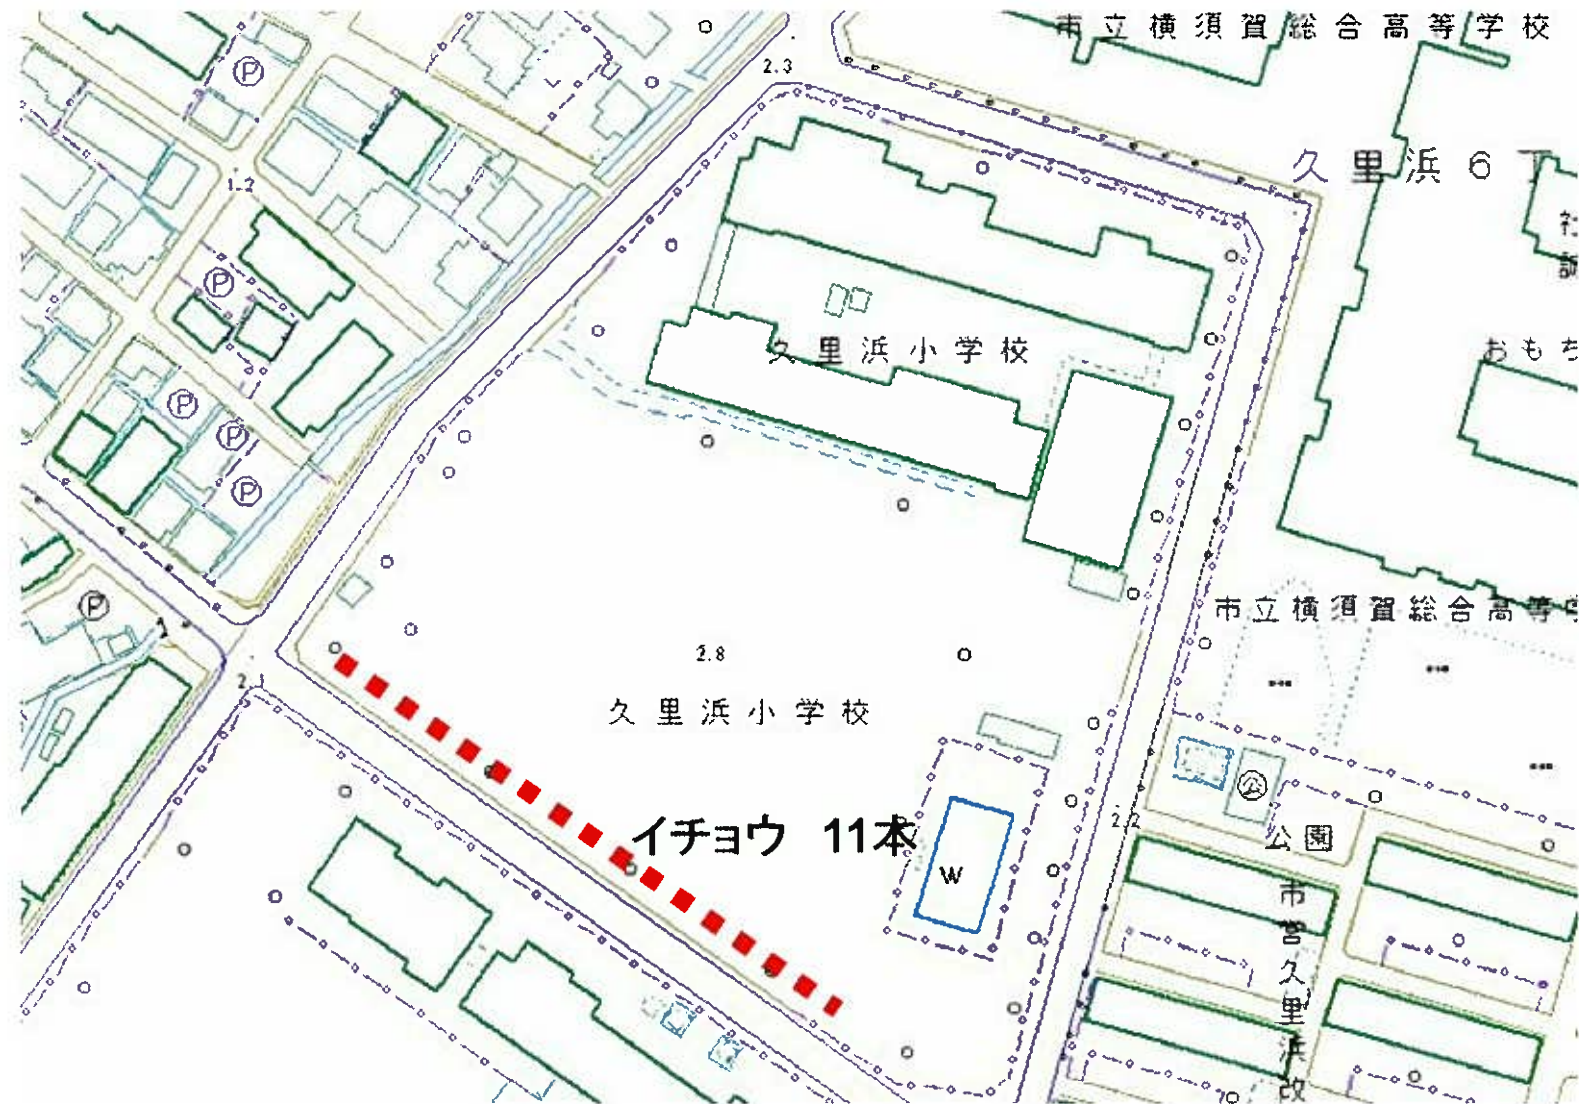 市立横須賀総合高等学校
2.3
Ⓟ
久里浜6丁
1.2
社
Ⓟ
久里浜小学校
おもち
Ⓟ
Ⓟ
Ⓟ
Ⓟ
市立横須賀総合高等学
2.8
2.1
久里浜小学校
公
2.2
イチョウ 11本
公園
W
市営久里浜改